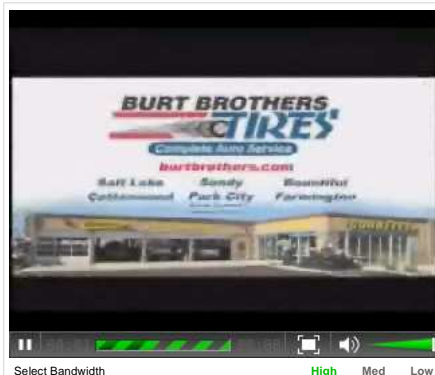 BURT BROTHERS
TIRES
Complete Auto Service
burtbrothers.com
Salt Lake Sandy Bountiful
Cottonwood Park City Farmington
Select Bandwidth High Med Low